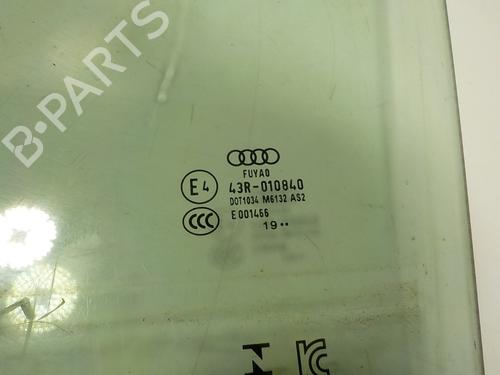 B-PARTS
FUYAO
E4 43R-010840
DOT1034 M6132 AS2
CCC E001466
19··